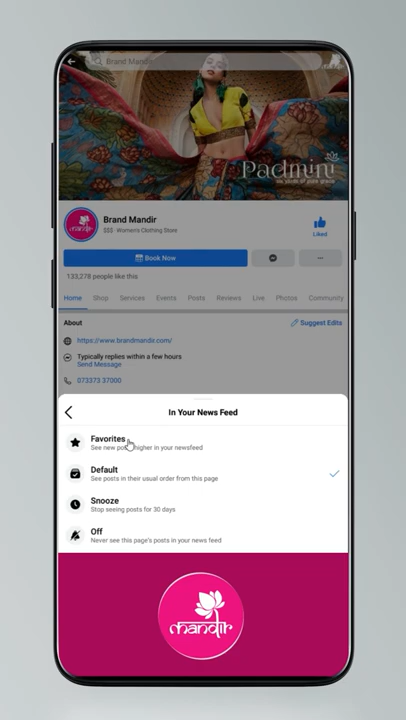 Brand Mandir
Padmini
Brand Mandir
$$$ · Women's Clothing Store
Liked
Book Now
133,278 people like this
Home Shop Services Events Posts Reviews Live Photos Community
About
Suggest Edits
https://www.brandmandir.com/
Typically replies within a few hours
Send Message
073373 37000
In Your News Feed
Favorites
See new posts higher in your newsfeed
Default
See posts in their usual order from this page
Snooze
Stop seeing posts for 30 days
Off
Never see this page's posts in your news feed
mandir